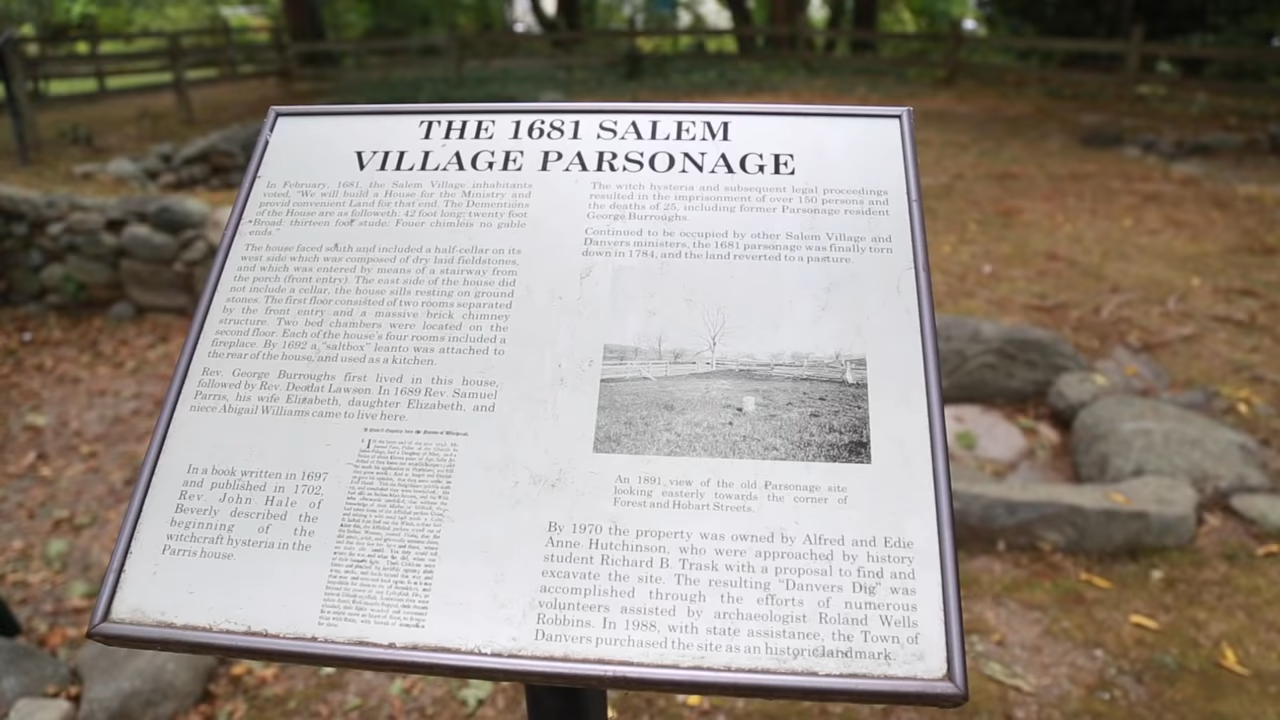 THE 1681 SALEM
VILLAGE PARSONAGE
In February, 1681, the Salem Village inhabitants
voted, "We will build a House for the Ministry and
provid convenient Land for that end. The Dementions
of the House are as followeth: 42 foot long; twenty foot
Broad: thirteen foot stude: Fouer chimleis no gable
ends."
The house faced south and included a half-cellar on its
west side which was composed of dry laid fieldstones,
and which was entered by means of a stairway from
the porch (front entry). The east side of the house did
not include a cellar, the house sills resting on ground
stones. The first floor consisted of two rooms separated
by the front entry and a massive brick chimney
structure. Two bed chambers were located on the
second floor. Each of the house's four rooms included a
fireplace. By 1692 a "saltbox" leanto was attached to
the rear of the house, and used as a kitchen.
Rev. George Burroughs first lived in this house,
followed by Rev. Deodat Lawson. In 1689 Rev. Samuel
Parris, his wife Elizabeth, daughter Elizabeth, and
niece Abigail Williams came to live here.
In a book written in 1697
and published in 1702,
Rev. John Hale of
Beverly described the
beginning of the
witchcraft hysteria in the
Parris house.
The witch hysteria and subsequent legal proceedings
resulted in the imprisonment of over 150 persons and
the deaths of 25, including former Parsonage resident
George Burroughs.
Continued to be occupied by other Salem Village and
Danvers ministers, the 1681 parsonage was finally torn
down in 1784, and the land reverted to a pasture.
An 1891 view of the old Parsonage site
looking easterly towards the corner of
Forest and Hobart Streets.
By 1970 the property was owned by Alfred and Edie
Anne Hutchinson, who were approached by history
student Richard B. Trask with a proposal to find and
excavate the site. The resulting "Danvers Dig" was
accomplished through the efforts of numerous
volunteers assisted by archaeologist Roland Wells
Robbins. In 1988, with state assistance, the Town of
Danvers purchased the site as an historic landmark.